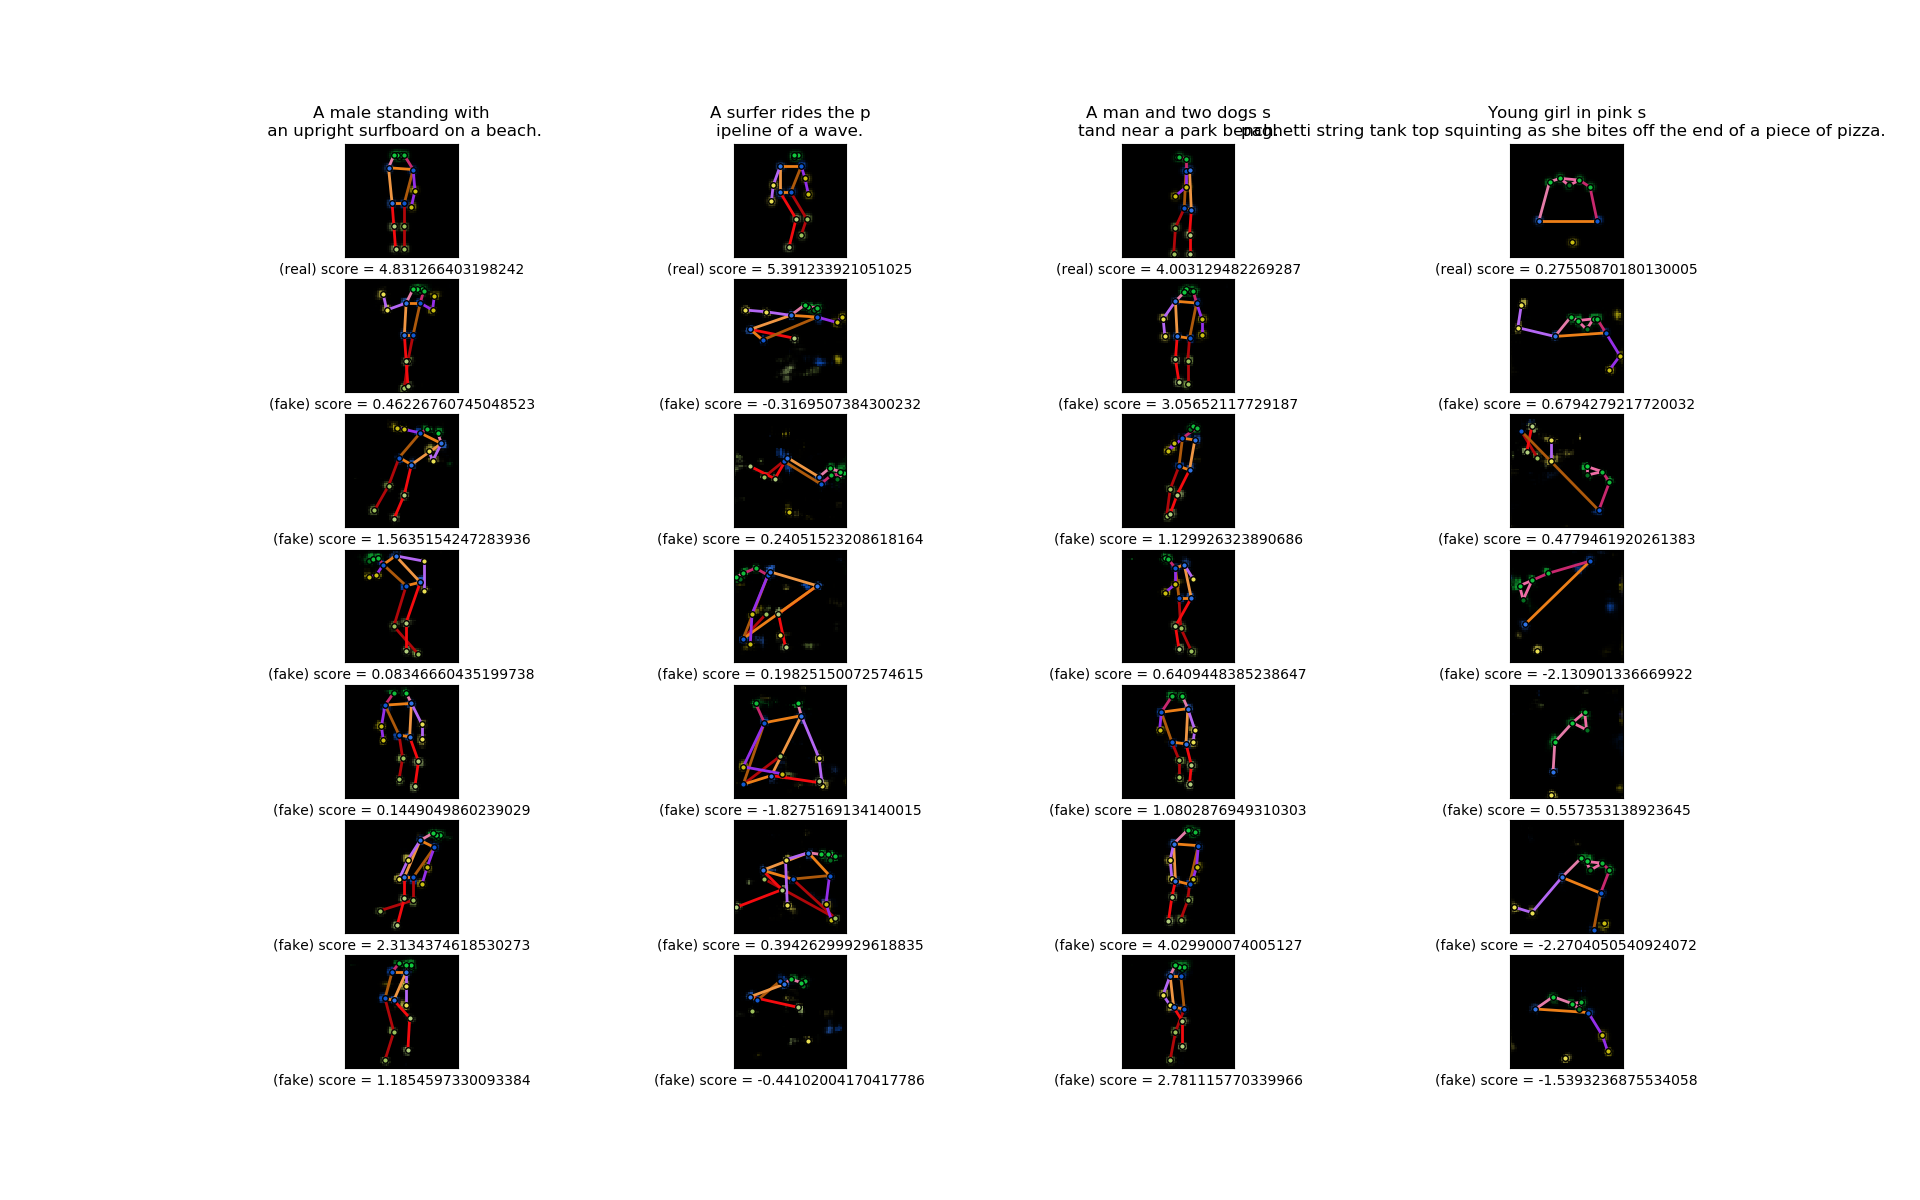 A male standing with
an upright surfboard on a beach.
A surfer rides the p
ipeline of a wave.
A man and two dogs s
tand near a park bench.
Young girl in pink s
paghetti string tank top squinting as she bites off the end of a piece of pizza.
(real) score = 4.831266403198242
(real) score = 5.391233921051025
(real) score = 4.003129482269287
(real) score = 0.27550870180130005
(fake) score = 0.46226760745048523
(fake) score = -0.3169507384300232
(fake) score = 3.05652117729187
(fake) score = 0.6794279217720032
(fake) score = 1.5635154247283936
(fake) score = 0.24051523208618164
(fake) score = 1.129926323890686
(fake) score = 0.4779461920261383
(fake) score = 0.08346660435199738
(fake) score = 0.19825150072574615
(fake) score = 0.6409448385238647
(fake) score = -2.130901336669922
(fake) score = 0.1449049860239029
(fake) score = -1.8275169134140015
(fake) score = 1.0802876949310303
(fake) score = 0.557353138923645
(fake) score = 2.3134374618530273
(fake) score = 0.39426299929618835
(fake) score = 4.029900074005127
(fake) score = -2.2704050540924072
(fake) score = 1.1854597330093384
(fake) score = -0.44102004170417786
(fake) score = 2.781115770339966
(fake) score = -1.5393236875534058